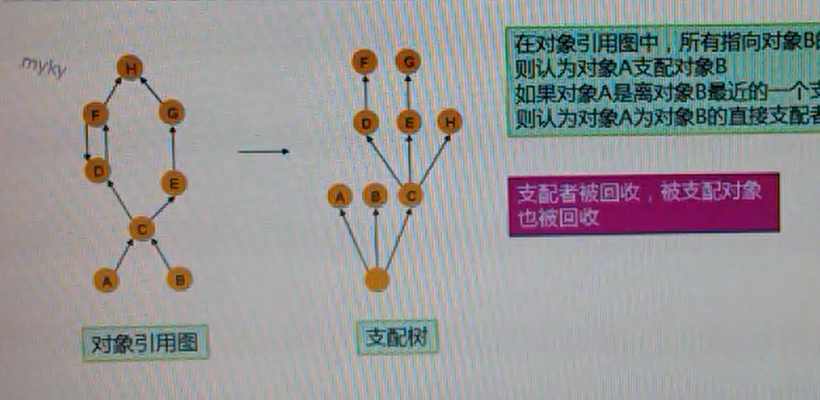 myky
H
F
G
D
E
C
A
B
对象引用图
F
G
D
E
H
A
B
C
支配树
在对象引用图中，所有指向对象B的
则认为对象A支配对象B
如果对象A是离对象B最近的一个支
则认为对象A为对象B的直接支配者
支配者被回收，被支配对象
也被回收